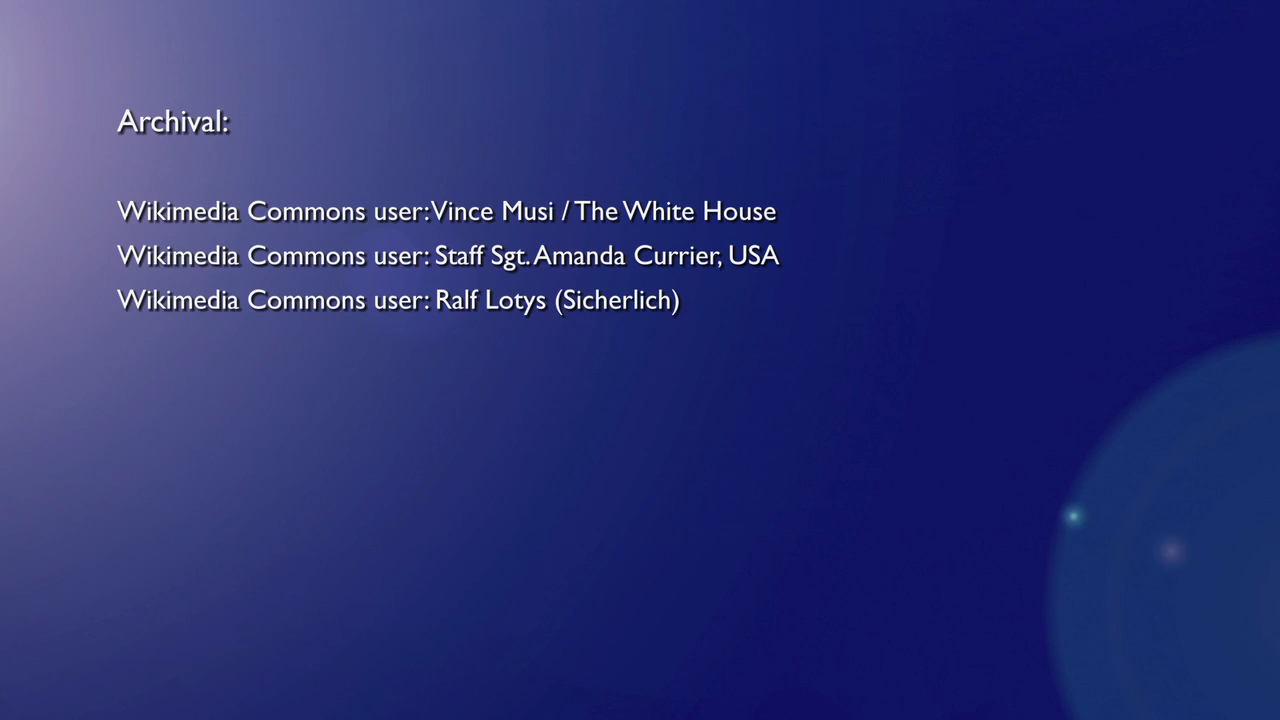 Archival:
Wikimedia Commons user: Vince Musi / The White House
Wikimedia Commons user: Staff Sgt. Amanda Currier, USA
Wikimedia Commons user: Ralf Lotys (Sicherlich)